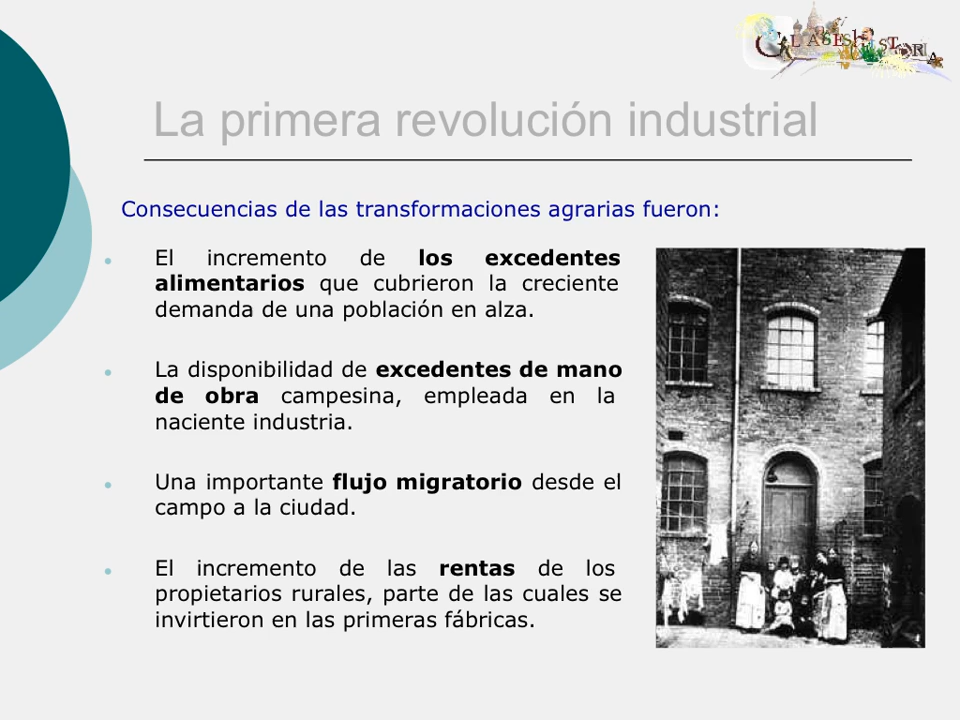 CLASES HISTORIA
La primera revolución industrial
Consecuencias de las transformaciones agrarias fueron:
El incremento de los excedentes
alimentarios que cubrieron la creciente
demanda de una población en alza.
La disponibilidad de excedentes de mano
de obra campesina, empleada en la
naciente industria.
Una importante flujo migratorio desde el
campo a la ciudad.
El incremento de las rentas de los
propietarios rurales, parte de las cuales se
invirtieron en las primeras fábricas.